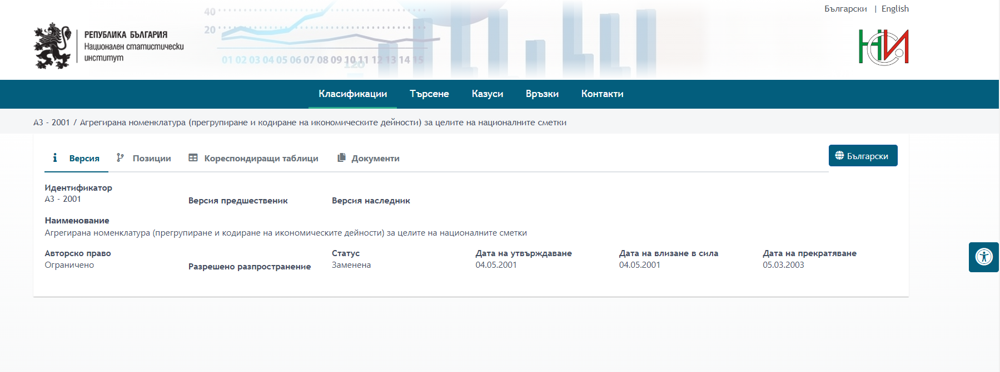 Български | English
РЕПУБЛИКА БЪЛГАРИЯ
Национален статистически
институт
40
20
01 02 03 04 05 06 07 08 09 10 11 12 13 14 15
120
НСИ
Класификации Търсене Казуси Връзки Контакти
А3 - 2001 / Агрегирана номенклатура (прегрупиране и кодиране на икономическите дейности) за целите на националните сметки
Версия Позиции Кореспондиращи таблици Документи Български
Идентификатор
А3 - 2001
Версия предшественик Версия наследник
Наименование
Агрегирана номенклатура (прегрупиране и кодиране на икономическите дейности) за целите на националните сметки
Авторско право Статус Дата на утвърждаване Дата на влизане в сила Дата на прекратяване
Ограничено Разрешено разпространение Заменена 04.05.2001 04.05.2001 05.03.2003